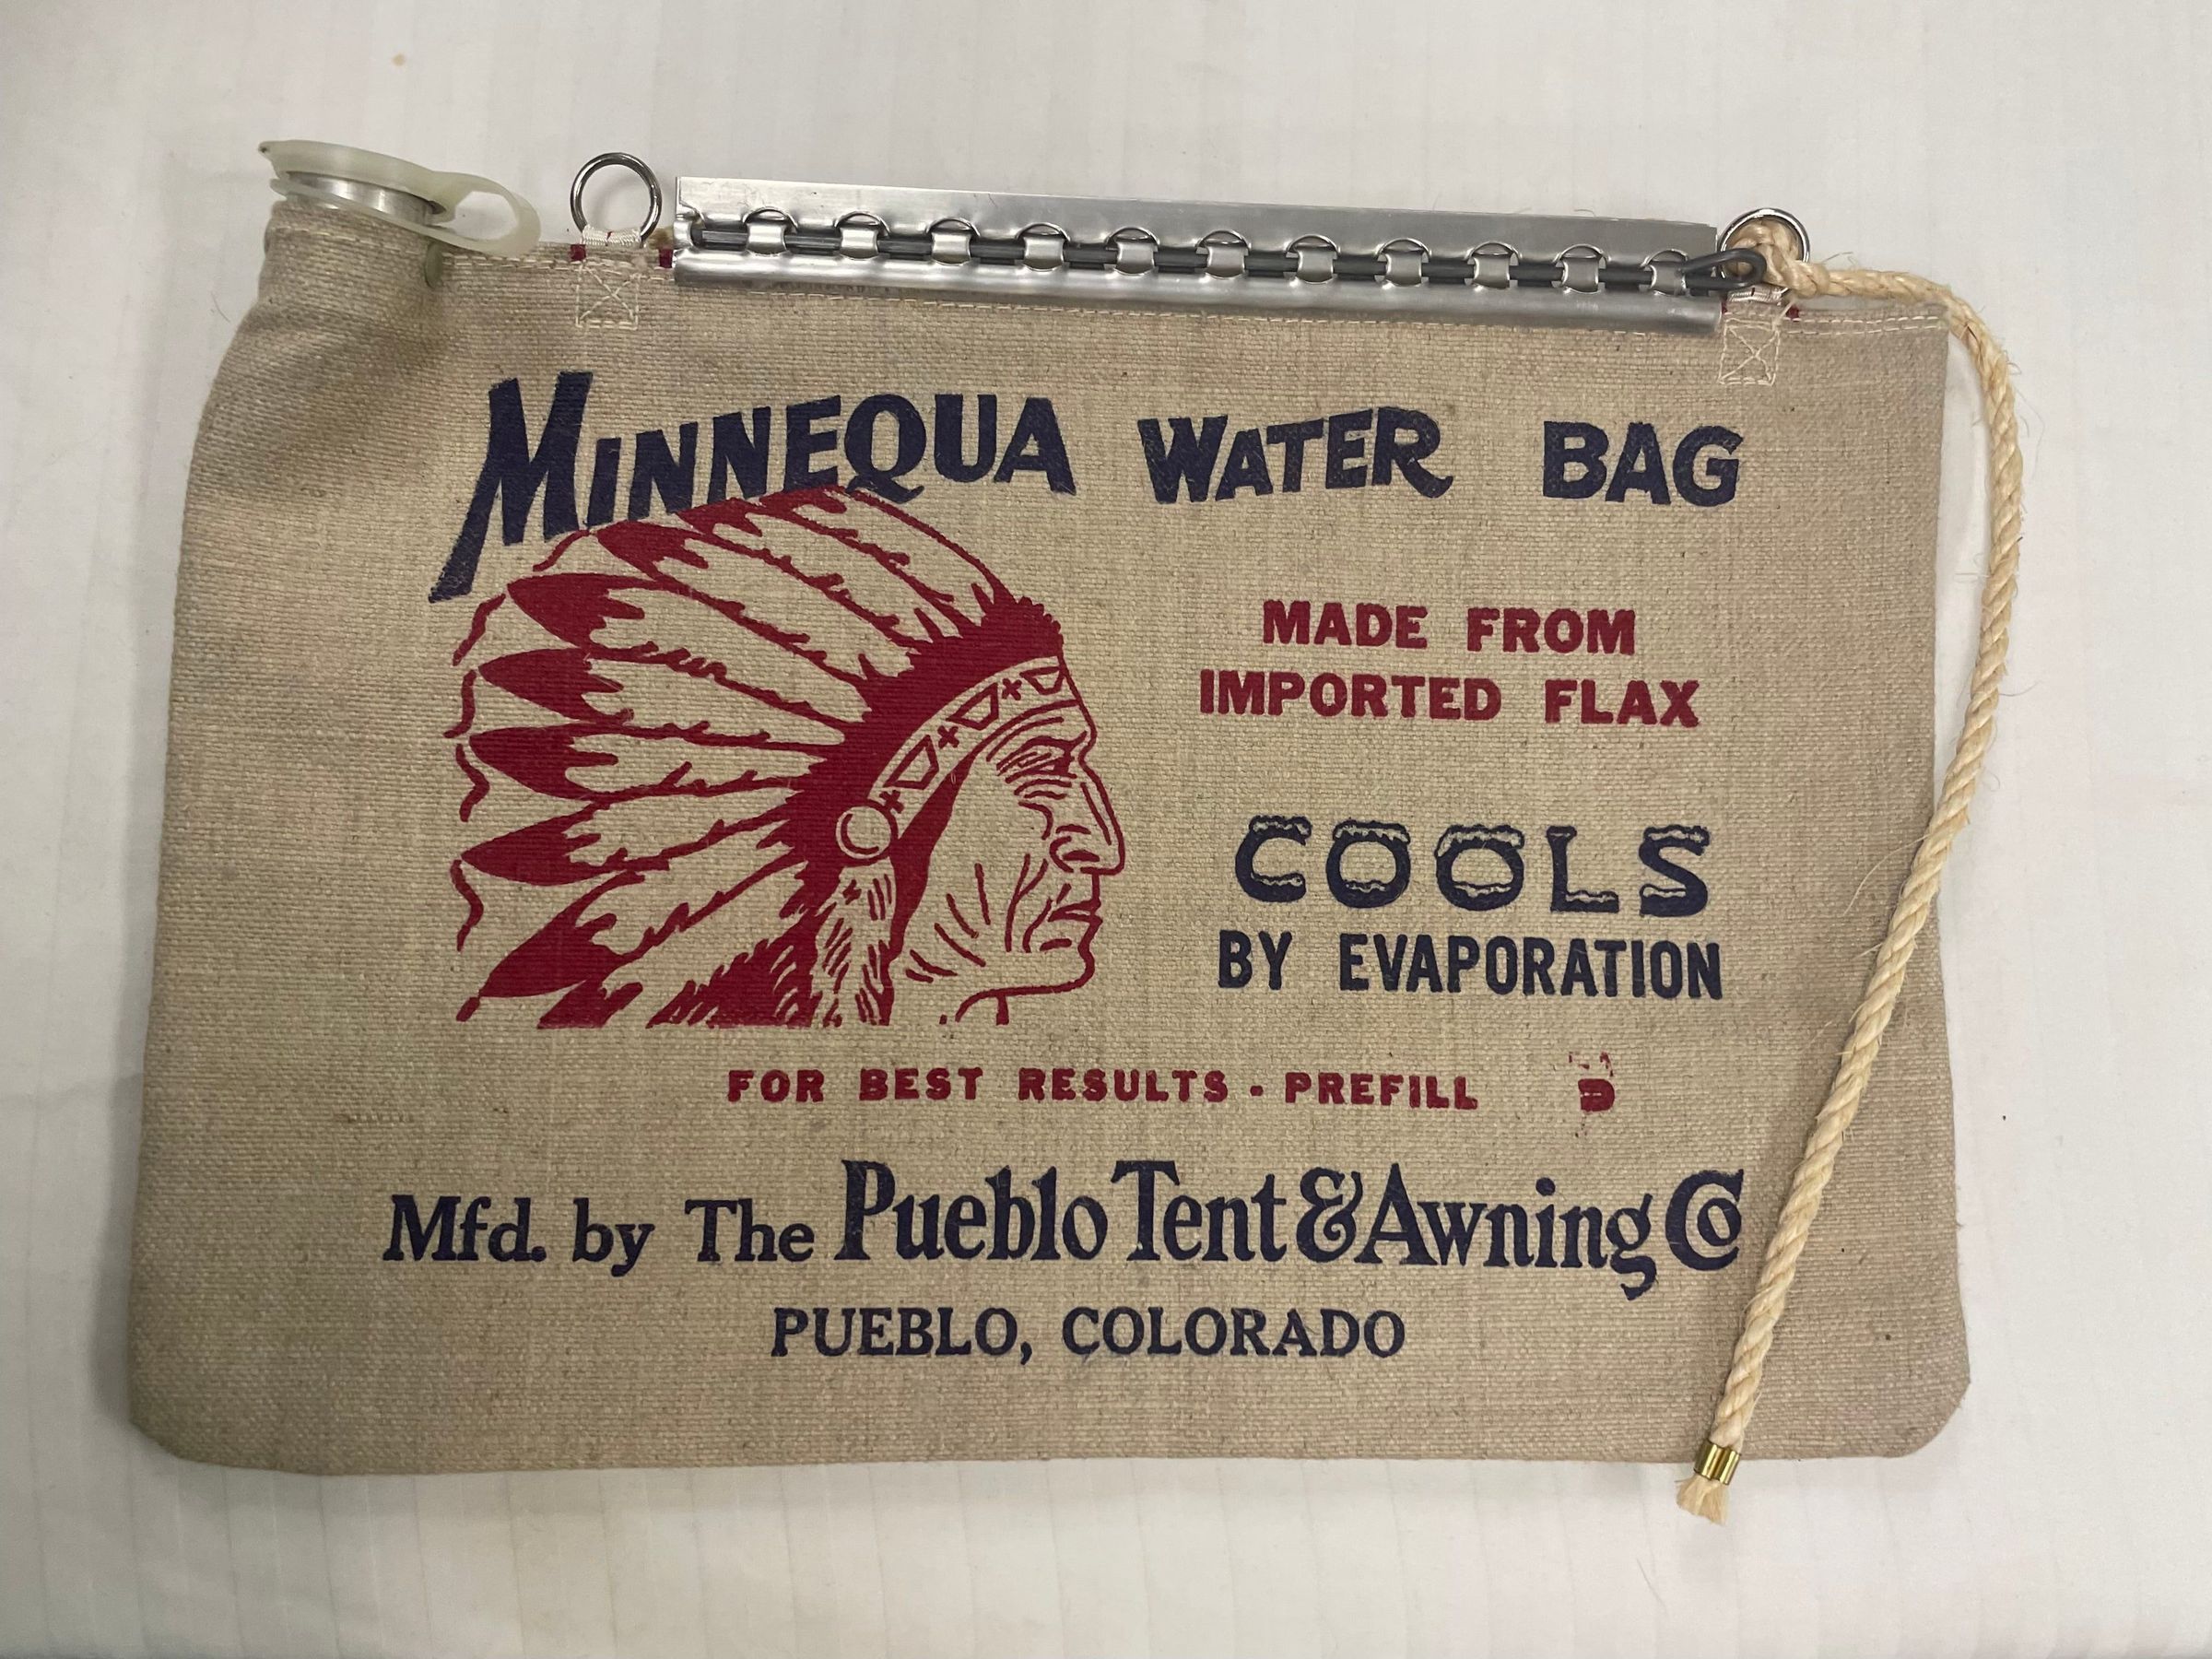 MINNEQUA WATER BAG
MADE FROM
IMPORTED FLAX
COOLS
BY EVAPORATION
FOR BEST RESULTS - PREFILL
Mfd. by The Pueblo Tent & Awning Co
PUEBLO, COLORADO